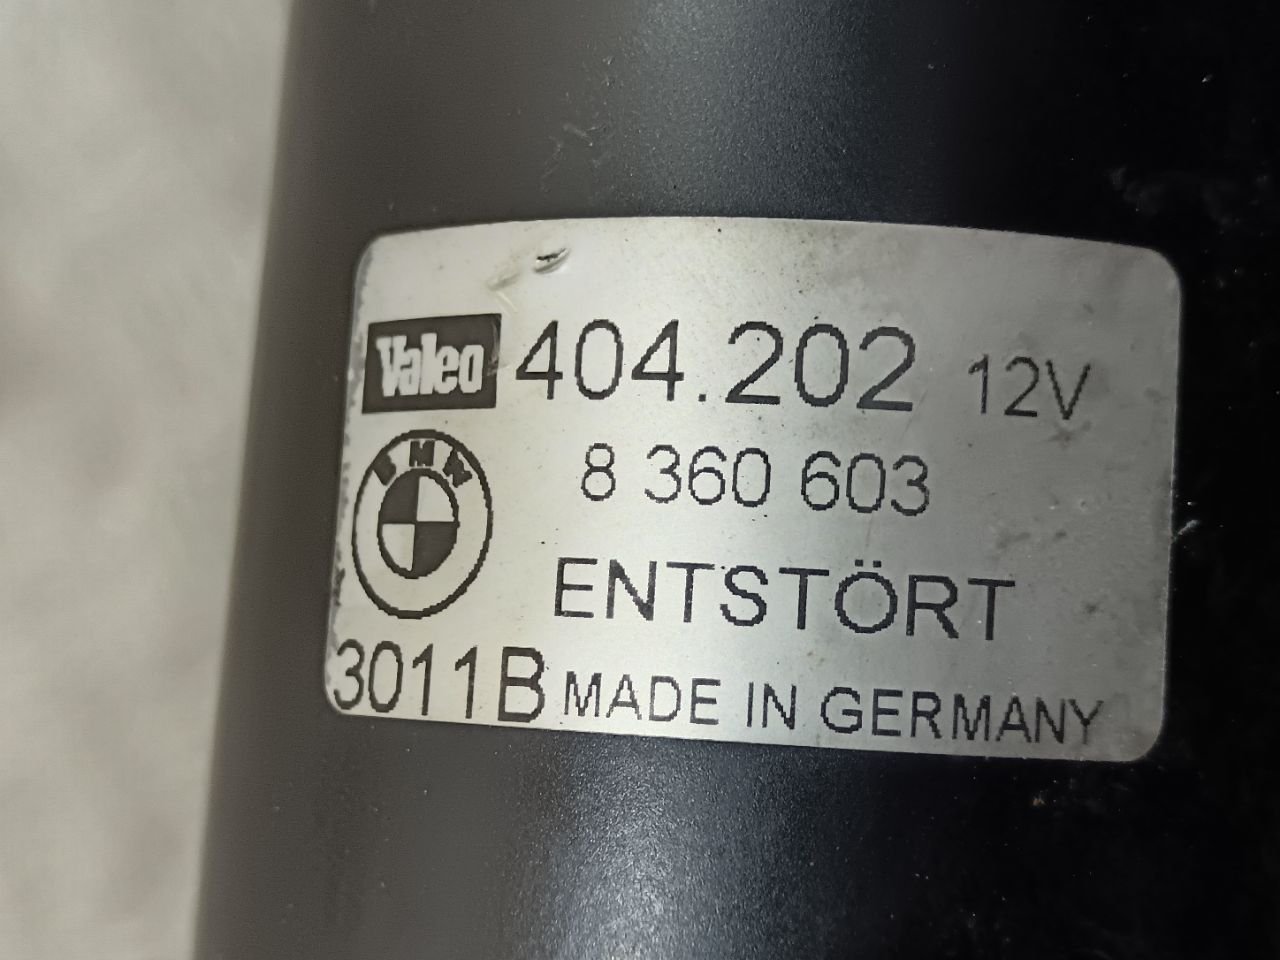 Valeo 404.202 12V
BMW 8 360 603
ENTSTÖRT
3011B MADE IN GERMANY